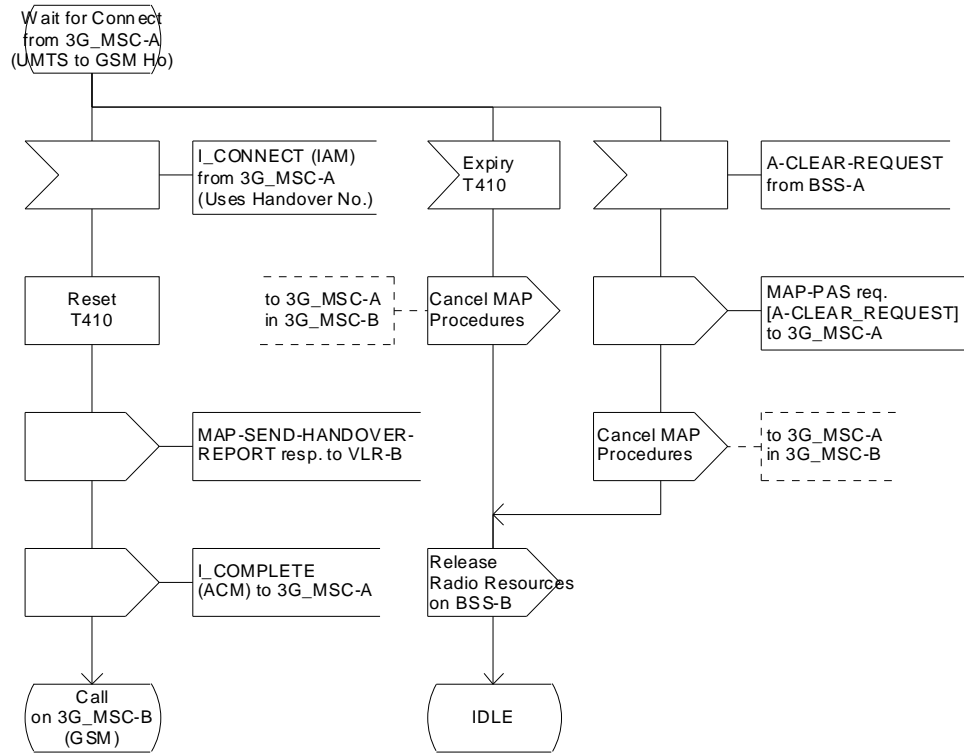 Wait for Connect
from 3G_MSC-A
(UMTS to GSM Ho)
I_CONNECT (IAM)
from 3G_MSC-A
(Uses Handover No.)
Expiry
T410
A-CLEAR-REQUEST
from BSS-A
Reset
T410
to 3G_MSC-A
in 3G_MSC-B
Cancel MAP
Procedures
MAP-PAS req.
[A-CLEAR_REQUEST]
to 3G_MSC-A
MAP-SEND-HANDOVER-
REPORT resp. to VLR-B
Cancel MAP
Procedures
to 3G_MSC-A
in 3G_MSC-B
I_COMPLETE
(ACM) to 3G_MSC-A
Release
Radio Resources
on BSS-B
Call
on 3G_MSC-B
(GSM)
IDLE